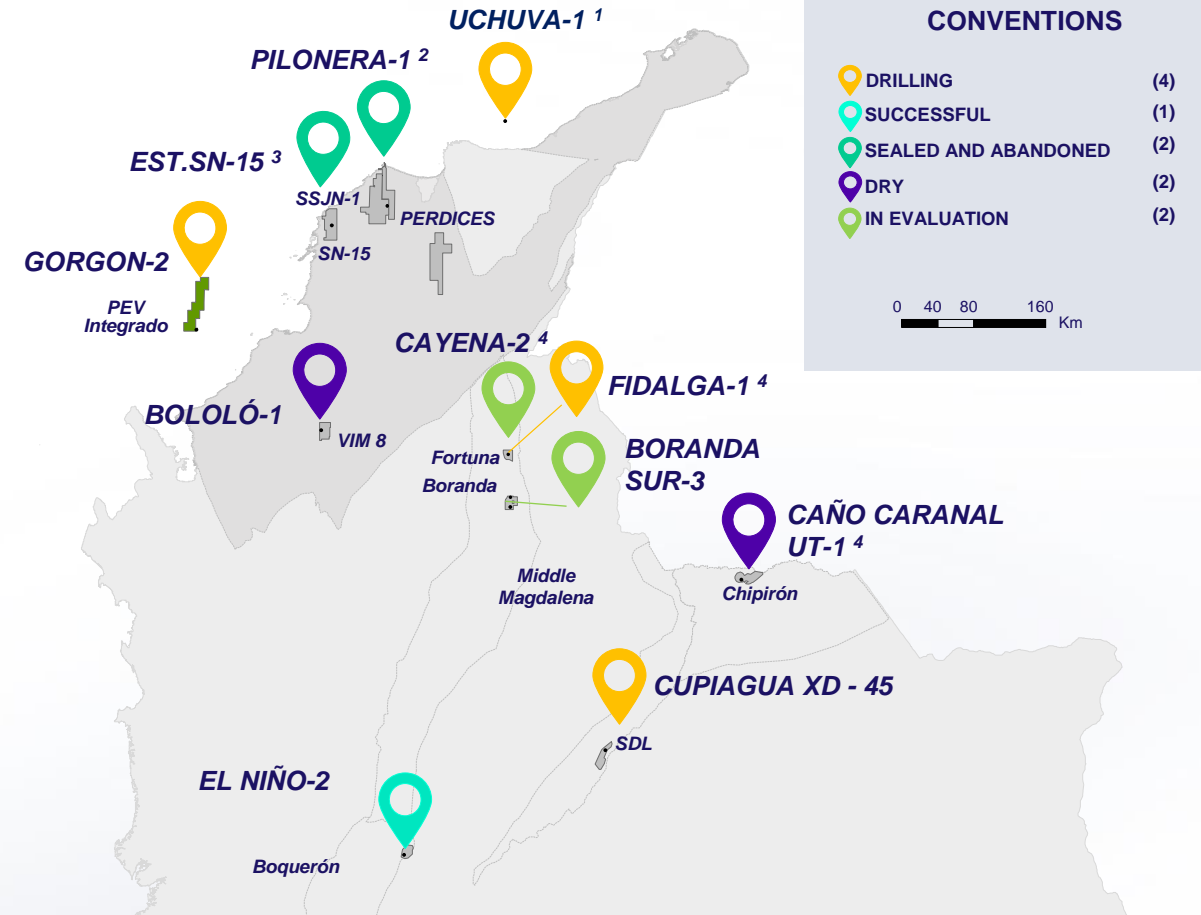 UCHUVA-1 ¹
PILONERA-1 ²
EST.SN-15 ³
SSJN-1
PERDICES
SN-15
GORGON-2
PEV
Integrado
CAYENA-2 ⁴
FIDALGA-1 ⁴
BOLOLÓ-1
VIM 8
Fortuna
Boranda
BORANDA
SUR-3
CAÑO CARANAL
UT-1 ⁴
Middle
Magdalena
Chipirón
CUPIAGUA XD - 45
SDL
EL NIÑO-2
Boquerón
CONVENTIONS
DRILLING (4)
SUCCESSFUL (1)
SEALED AND ABANDONED (2)
DRY (2)
IN EVALUATION (2)
0 40 80 160
Km